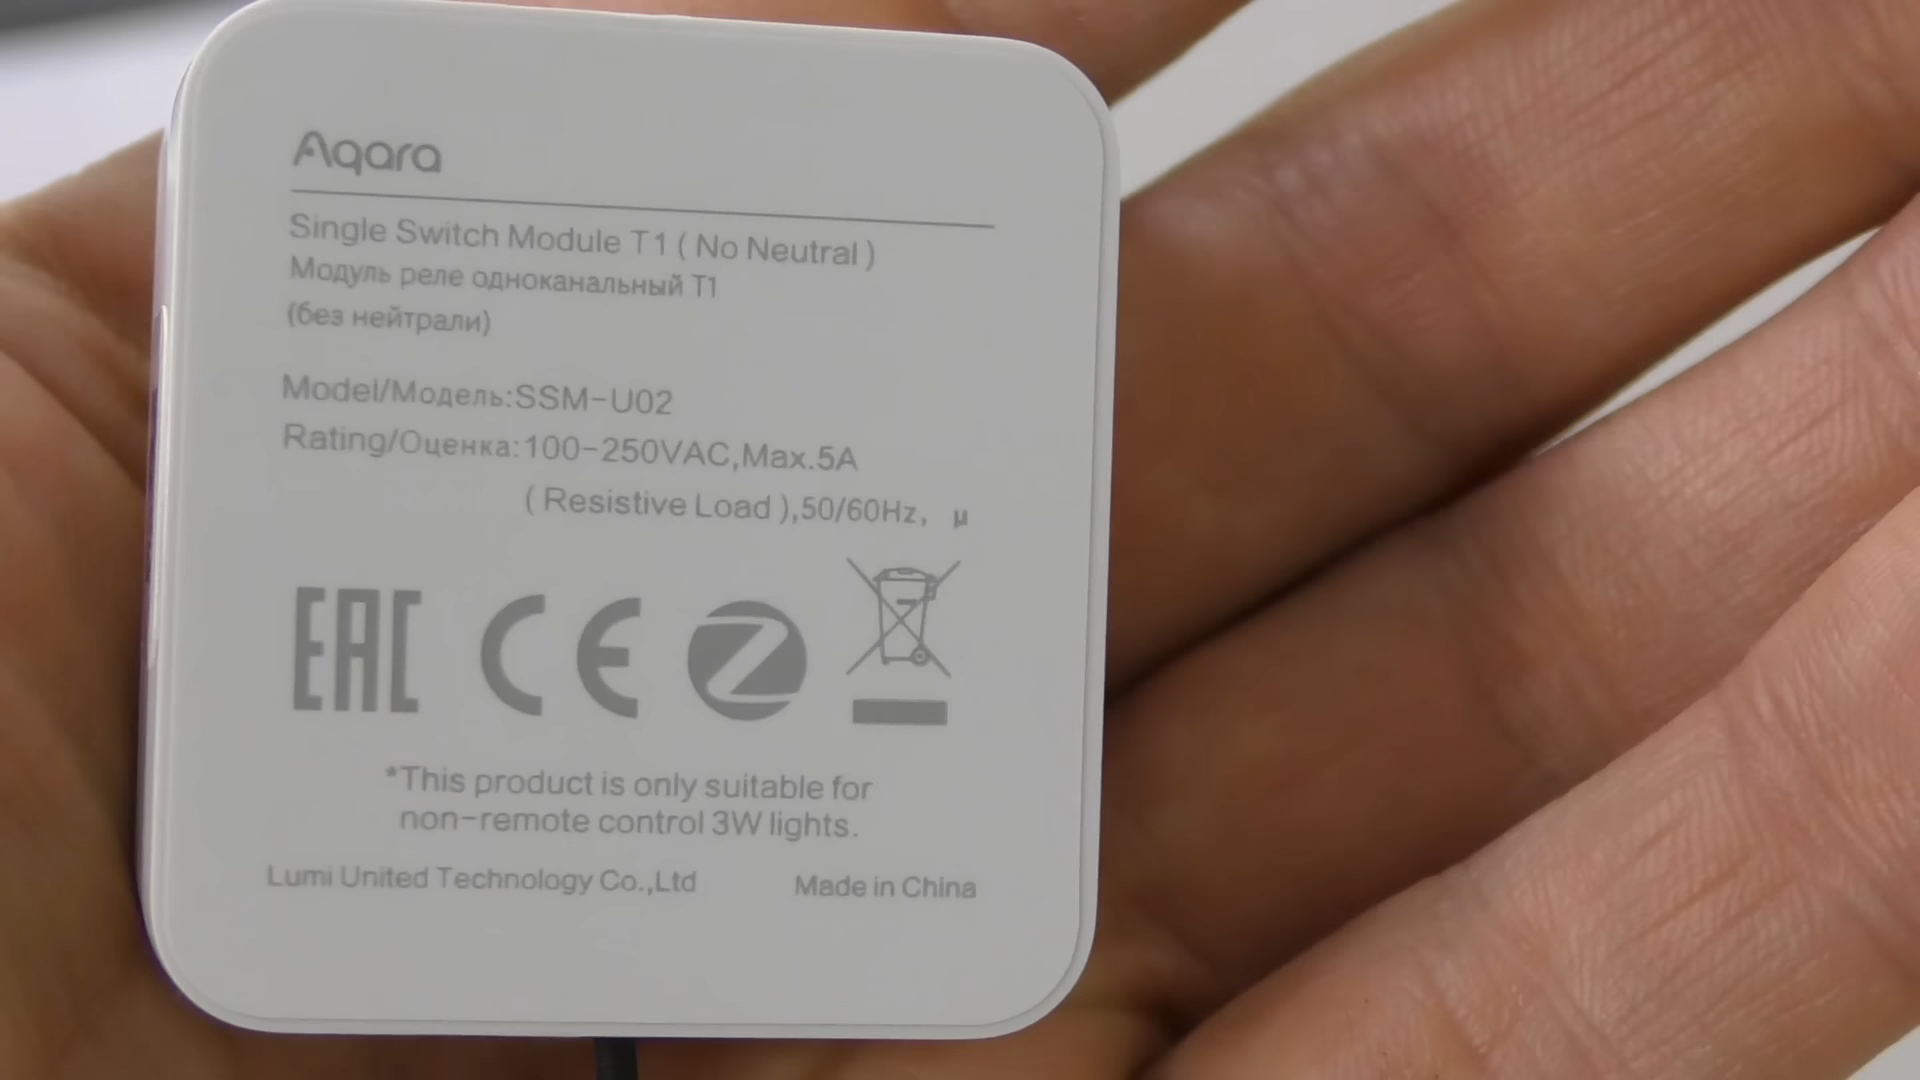 Aqara
Single Switch Module T1 ( No Neutral )
Модуль реле одноканальный T1
(без нейтрали)
Model/Модель:SSM-U02
Rating/Оценка:100-250VAC,Max.5A
( Resistive Load ),50/60Hz, µ
EAC CE Z
*This product is only suitable for
non-remote control 3W lights.
Lumi United Technology Co.,Ltd Made in China